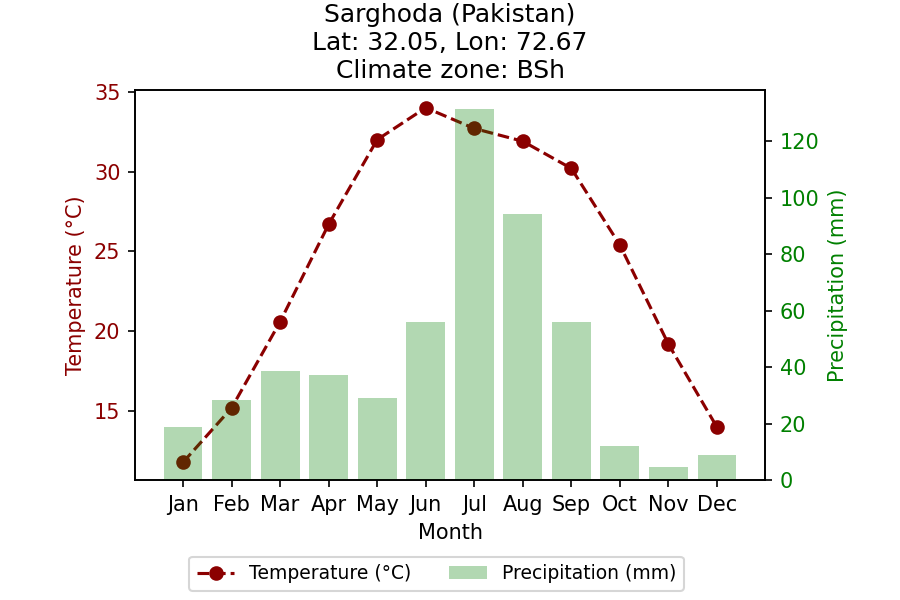 Sarghoda (Pakistan)
Lat: 32.05, Lon: 72.67
Climate zone: BSh
35
30
25
20
15
Temperature (°C)
120
100
80
60
40
20
0
Precipitation (mm)
Jan Feb Mar Apr May Jun Jul Aug Sep Oct Nov Dec
Month
Temperature (°C) Precipitation (mm)